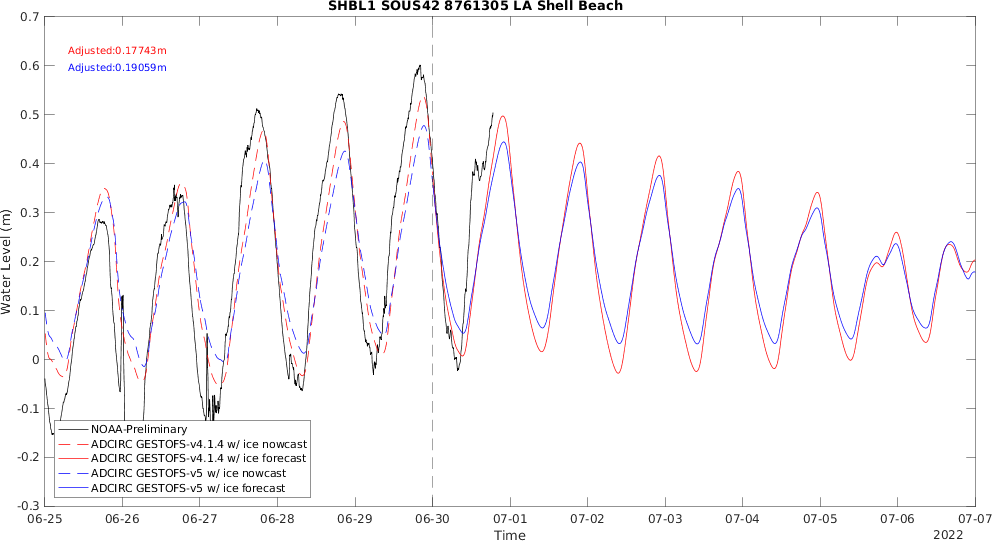 SHBL1 SOUS42 8761305 LA Shell Beach
Adjusted:0.17743m
Adjusted:0.19059m
Water Level (m)
0.7
0.6
0.5
0.4
0.3
0.2
0.1
0
-0.1
-0.2
-0.3
NOAA-Preliminary
ADCIRC GESTOFS-v4.1.4 w/ ice nowcast
ADCIRC GESTOFS-v4.1.4 w/ ice forecast
ADCIRC GESTOFS-v5 w/ ice nowcast
ADCIRC GESTOFS-v5 w/ ice forecast
06-25 06-26 06-27 06-28 06-29 06-30 07-01 07-02 07-03 07-04 07-05 07-06 07-07
Time
2022